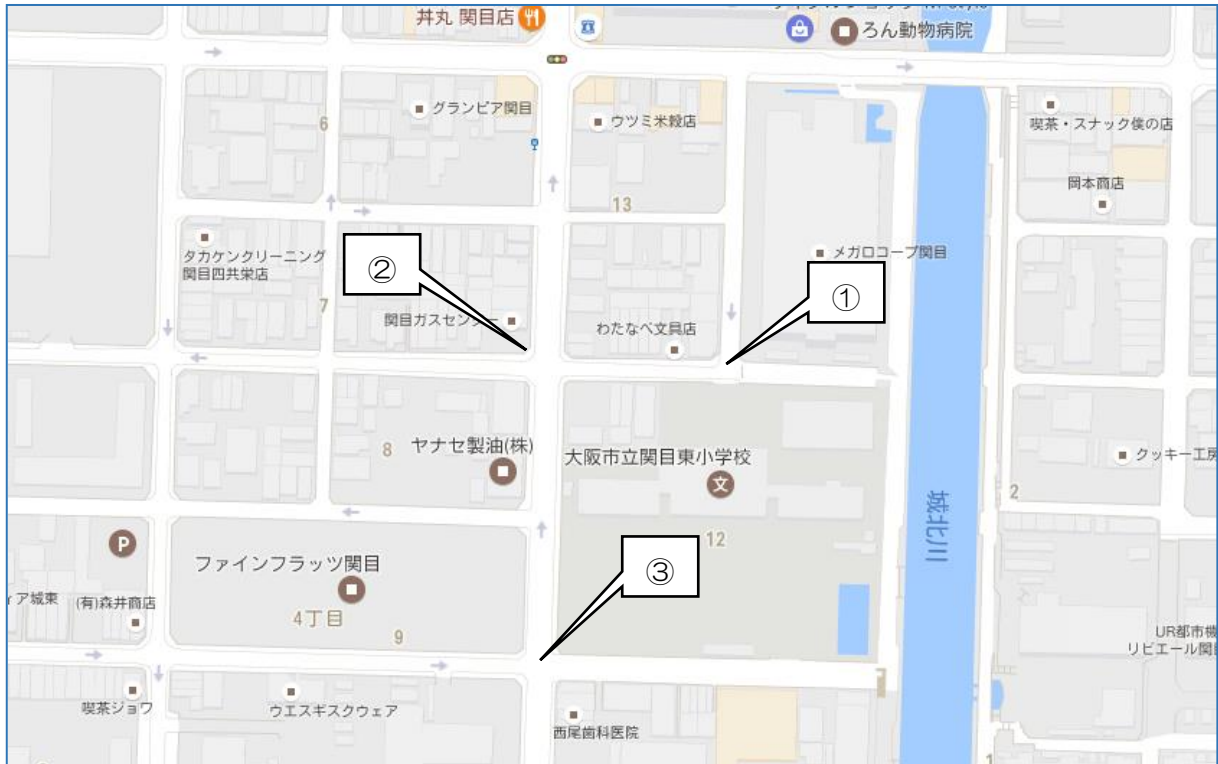 丼丸 関目店
ろん動物病院
グランピア関目
ウツミ米穀店
喫茶・スナック僕の店
岡本商店
6
13
タカケンクリーニング
関目四共栄店
②
メガロコープ関目
①
7
関目ガスセンター
わたなべ文具店
8
ヤナセ製油(株)
大阪市立関目東小学校
文
クッキー工房
2
城北川
P
12
ファインフラッツ関目
③
ィア城東
(有)森井商店
4丁目
9
UR都市機
リビエール関目
喫茶ジョワ
ウエスギスクウェア
西尾歯科医院
1